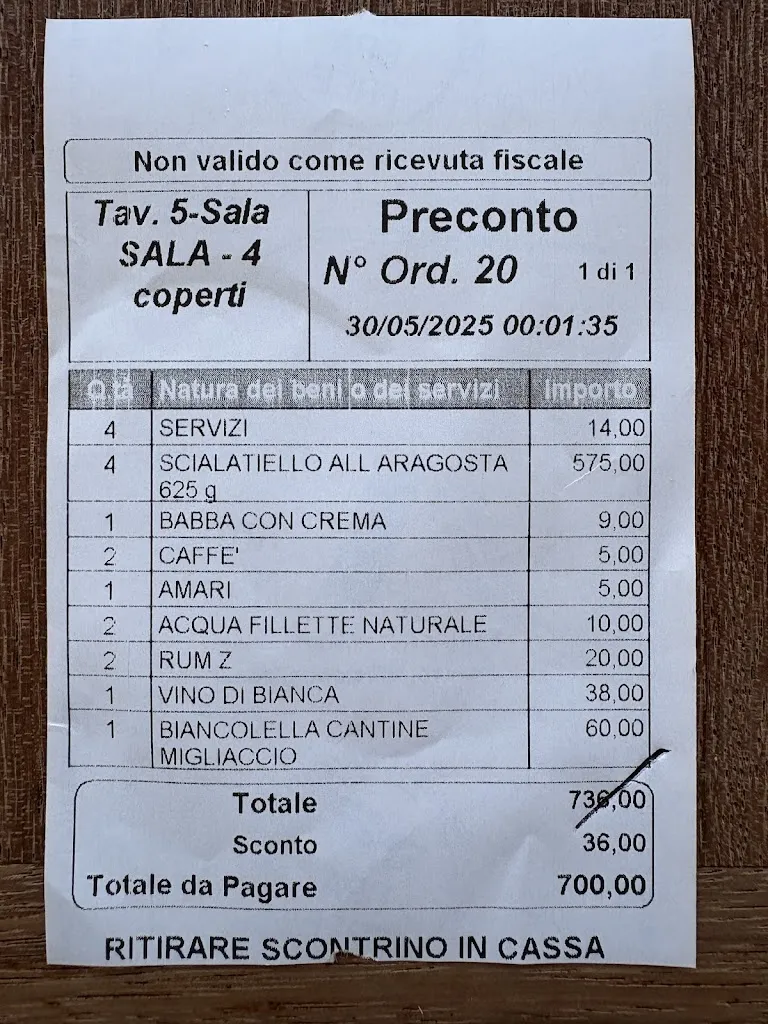 Non valido come ricevuta fiscale
Tav. 5-Sala
SALA - 4
coperti
Preconto
N° Ord. 20 1 di 1
30/05/2025 00:01:35
Q.tà Natura dei beni o dei servizi Importo
4 SERVIZI 14,00
4 SCIALATIELLO ALL ARAGOSTA 575,00
625 g
1 BABBA CON CREMA 9,00
2 CAFFE' 5,00
1 AMARI 5,00
2 ACQUA FILLETTE NATURALE 10,00
2 RUM Z 20,00
1 VINO DI BIANCA 38,00
1 BIANCOLELLA CANTINE 60,00
MIGLIACCIO
Totale 736,00
Sconto 36,00
Totale da Pagare 700,00
RITIRARE SCONTRINO IN CASSA